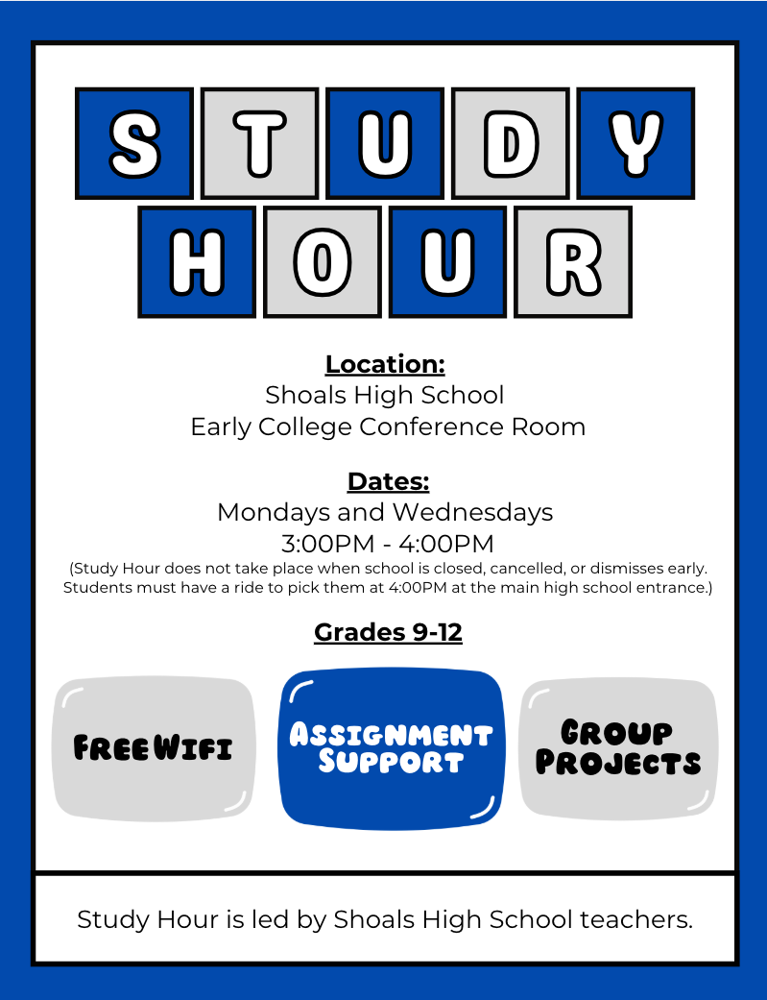 STUDY
HOUR
Location:
Shoals High School
Early College Conference Room
Dates:
Mondays and Wednesdays
3:00PM - 4:00PM
(Study Hour does not take place when school is closed, cancelled, or dismisses early.
Students must have a ride to pick them at 4:00PM at the main high school entrance.)
Grades 9-12
FREE WIFI
ASSIGNMENT
SUPPORT
GROUP
PROJECTS
Study Hour is led by Shoals High School teachers.